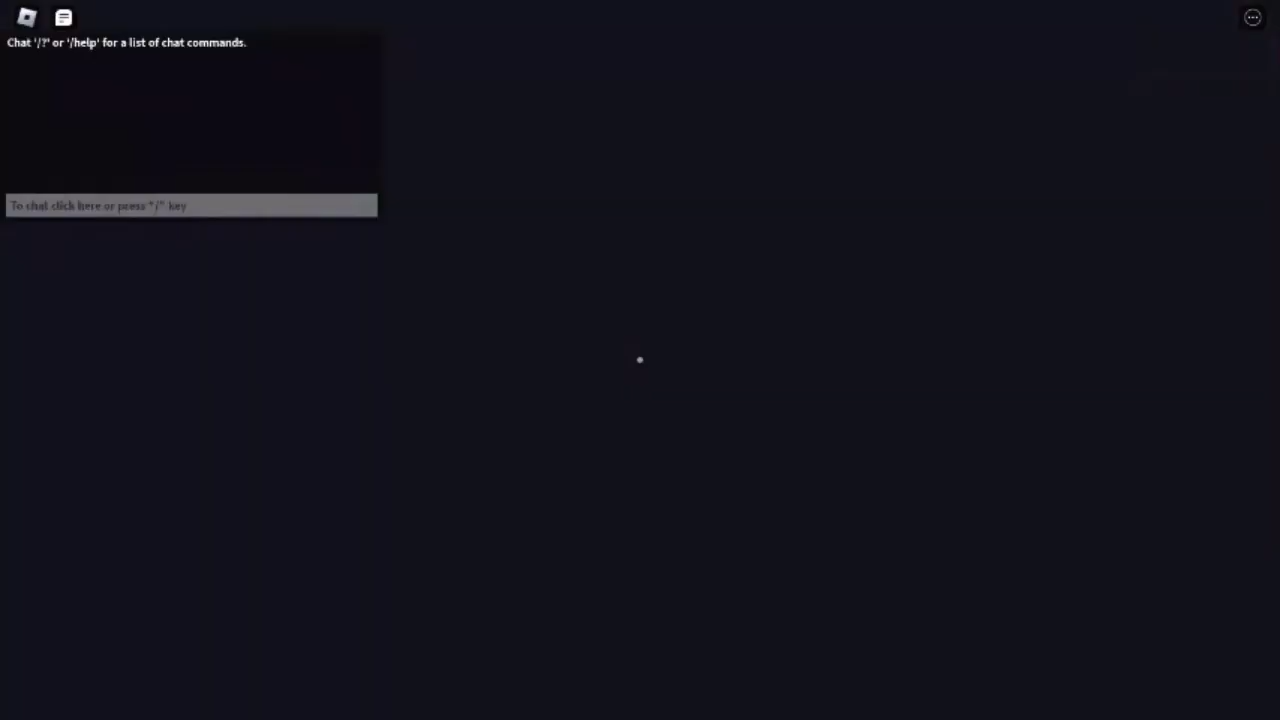 Chat '/?' or '/help' for a list of chat commands.
To chat click here or press "/" key